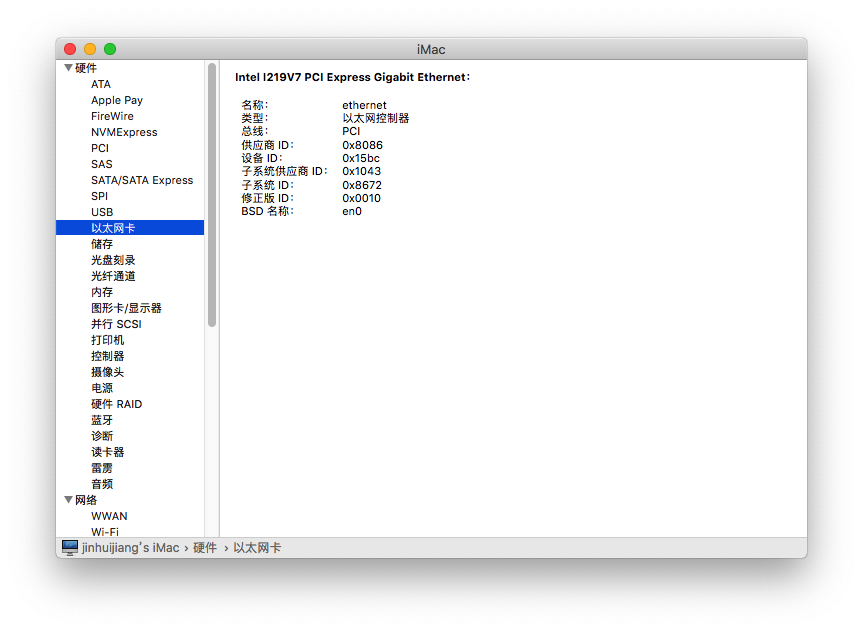 iMac
硬件
ATA
Apple Pay
FireWire
NVMExpress
PCI
SAS
SATA/SATA Express
SPI
USB
以太网卡
储存
光盘刻录
光纤通道
内存
图形卡/显示器
并行 SCSI
打印机
控制器
摄像头
电源
硬件 RAID
蓝牙
诊断
读卡器
雷雳
音频
网络
WWAN
Wi-Fi
Intel I219V7 PCI Express Gigabit Ethernet：
名称： ethernet
类型： 以太网控制器
总线： PCI
供应商 ID： 0x8086
设备 ID： 0x15bc
子系统供应商 ID： 0x1043
子系统 ID： 0x8672
修正版 ID： 0x0010
BSD 名称： en0
jinhuijiang's iMac › 硬件 › 以太网卡